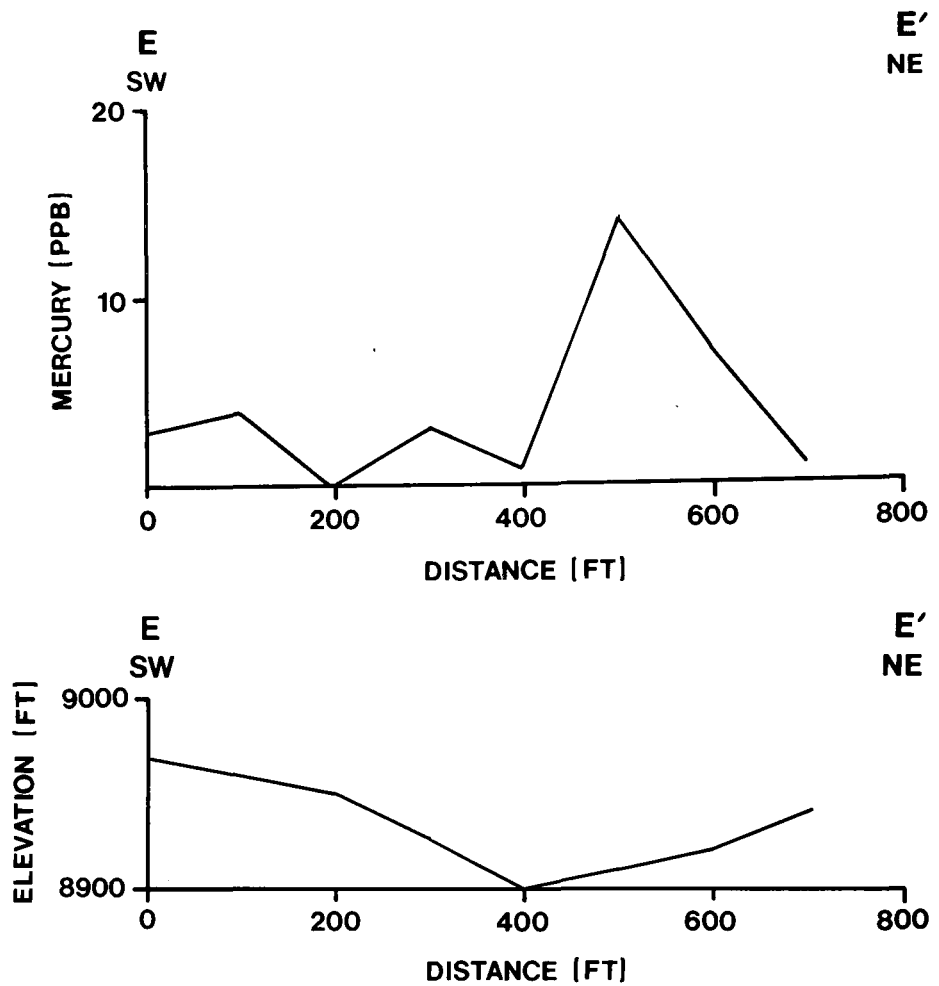 E E′
SW NE
20
10
MERCURY [PPB]
0 200 400 600 800
DISTANCE [FT]
E E′
SW NE
9000
8900
ELEVATION [FT]
0 200 400 600 800
DISTANCE [FT]